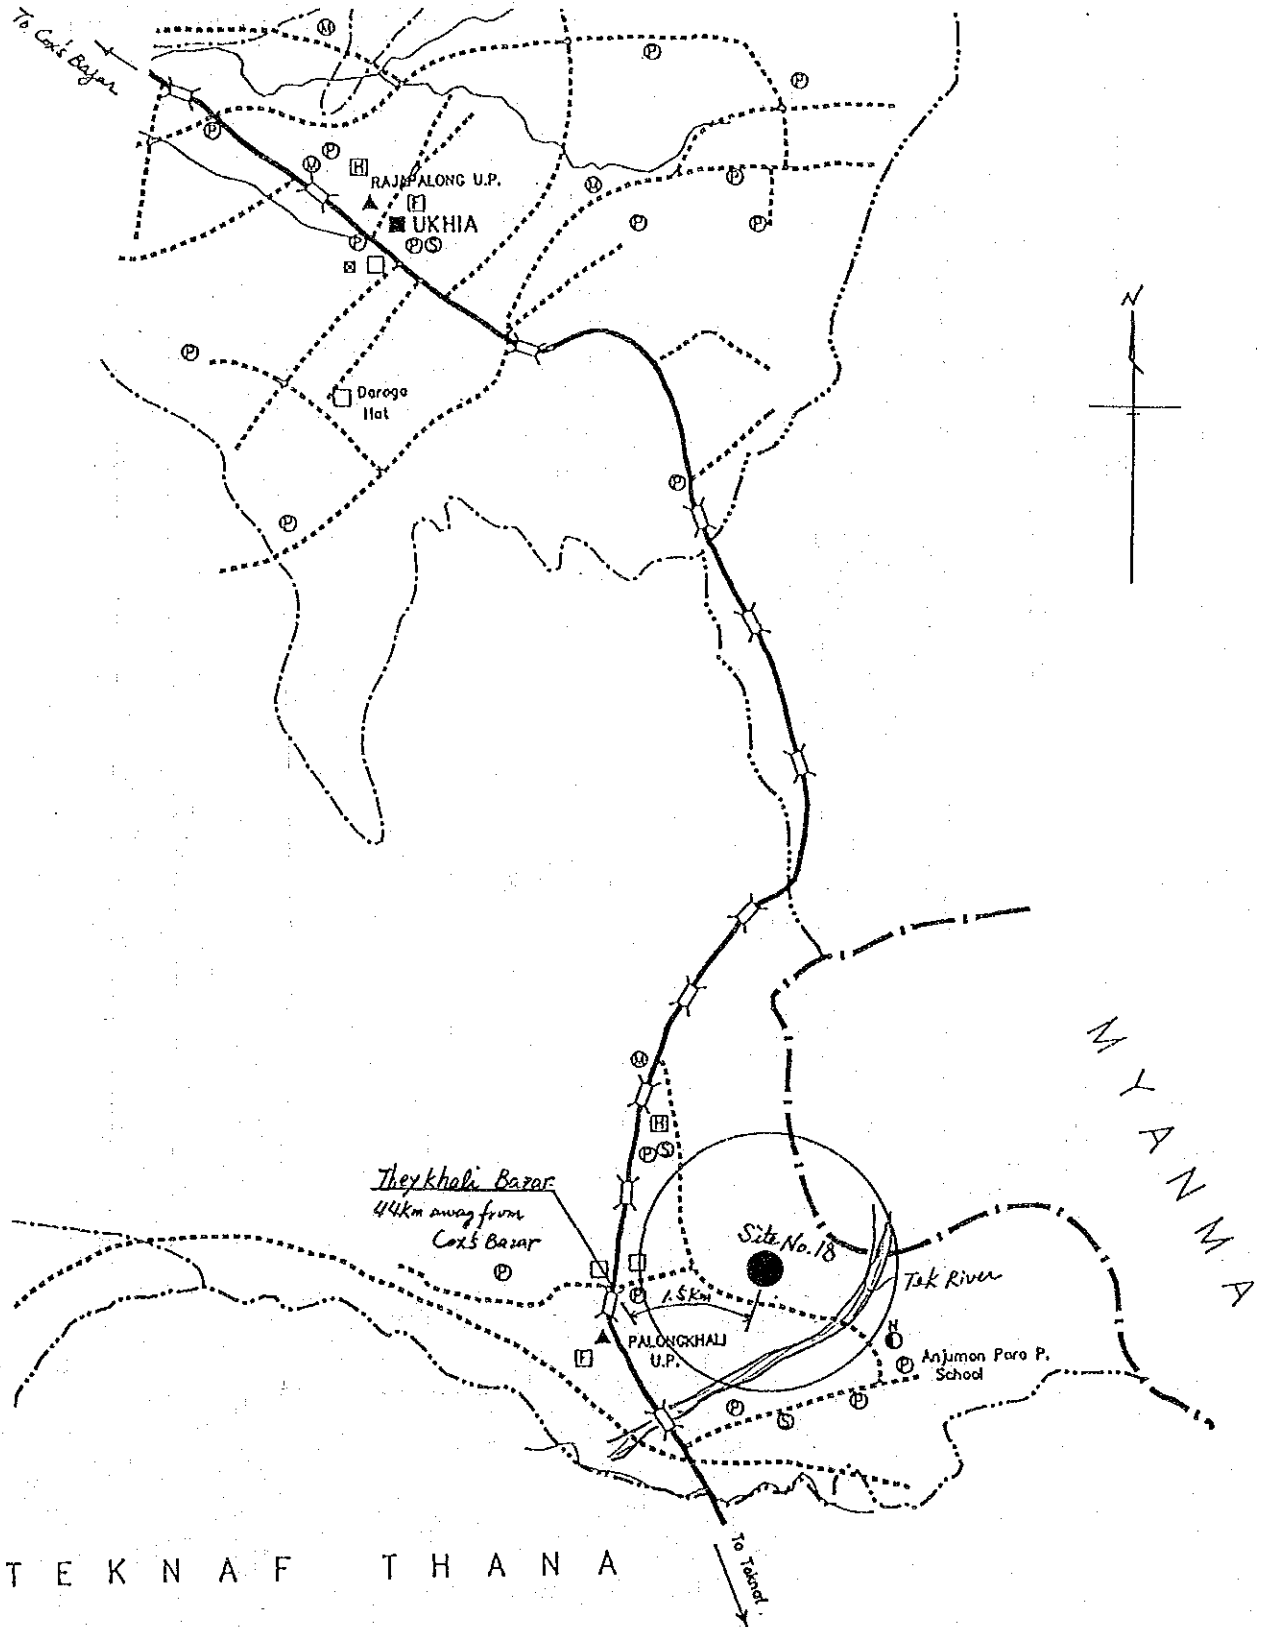 To Cox's Bajar
M
P
P
P
M
P
H
RAJAPALONG U.P.
F
UKHIA
P
P S
M
P
P
P
N
P
Daroga
Hat
P
P
M
H
P S
MYANMA
Theykhali Bazar
44km away from
Cox's Bazar
P
Site No.18
Tek River
P
1.5km
PALONGKHALI
U.P.
F
N
P
Anjuman Para P.
School
P
S
P
TEKNAF THANA
To Teknaf.